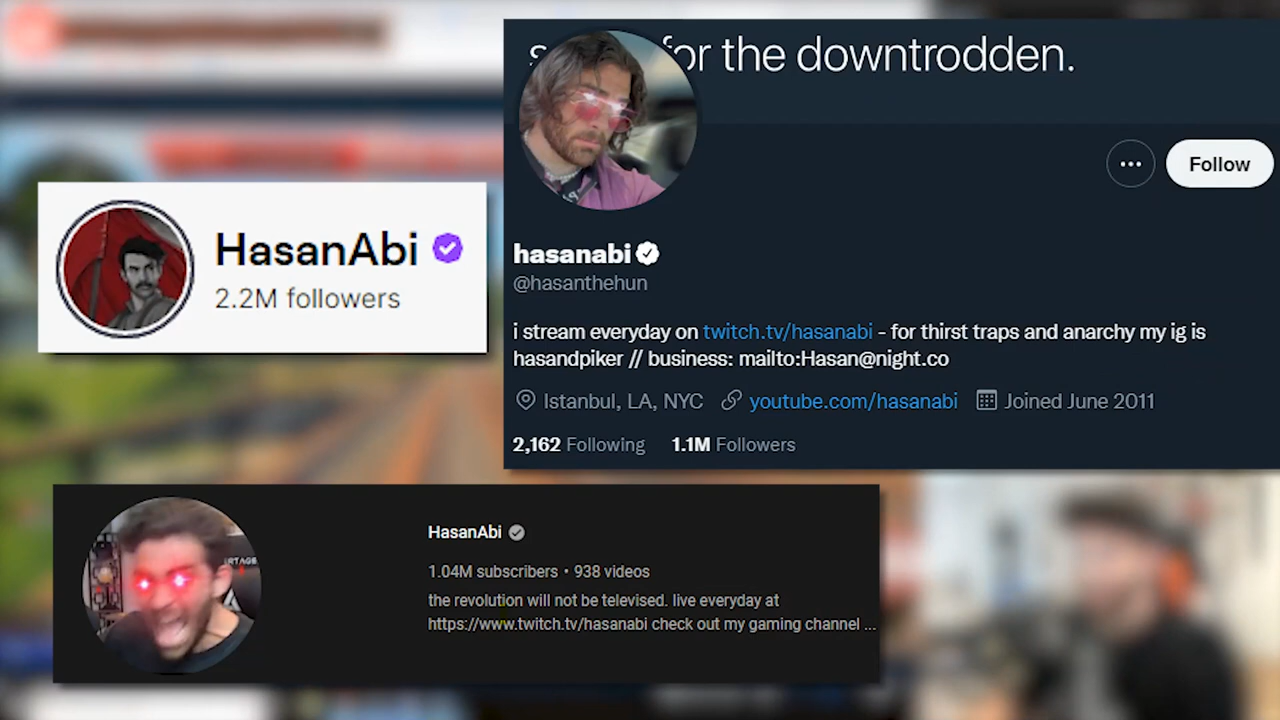 for the downtrodden.
Follow
hasanabi
@hasanthehun
i stream everyday on twitch.tv/hasanabi - for thirst traps and anarchy my ig is
hasandpiker // business: mailto:Hasan@night.co
Istanbul, LA, NYC youtube.com/hasanabi Joined June 2011
2,162 Following 1.1M Followers
HasanAbi
2.2M followers
HasanAbi
1.04M subscribers • 938 videos
the revolution will not be televised. live everyday at
https://www.twitch.tv/hasanabi check out my gaming channel ...